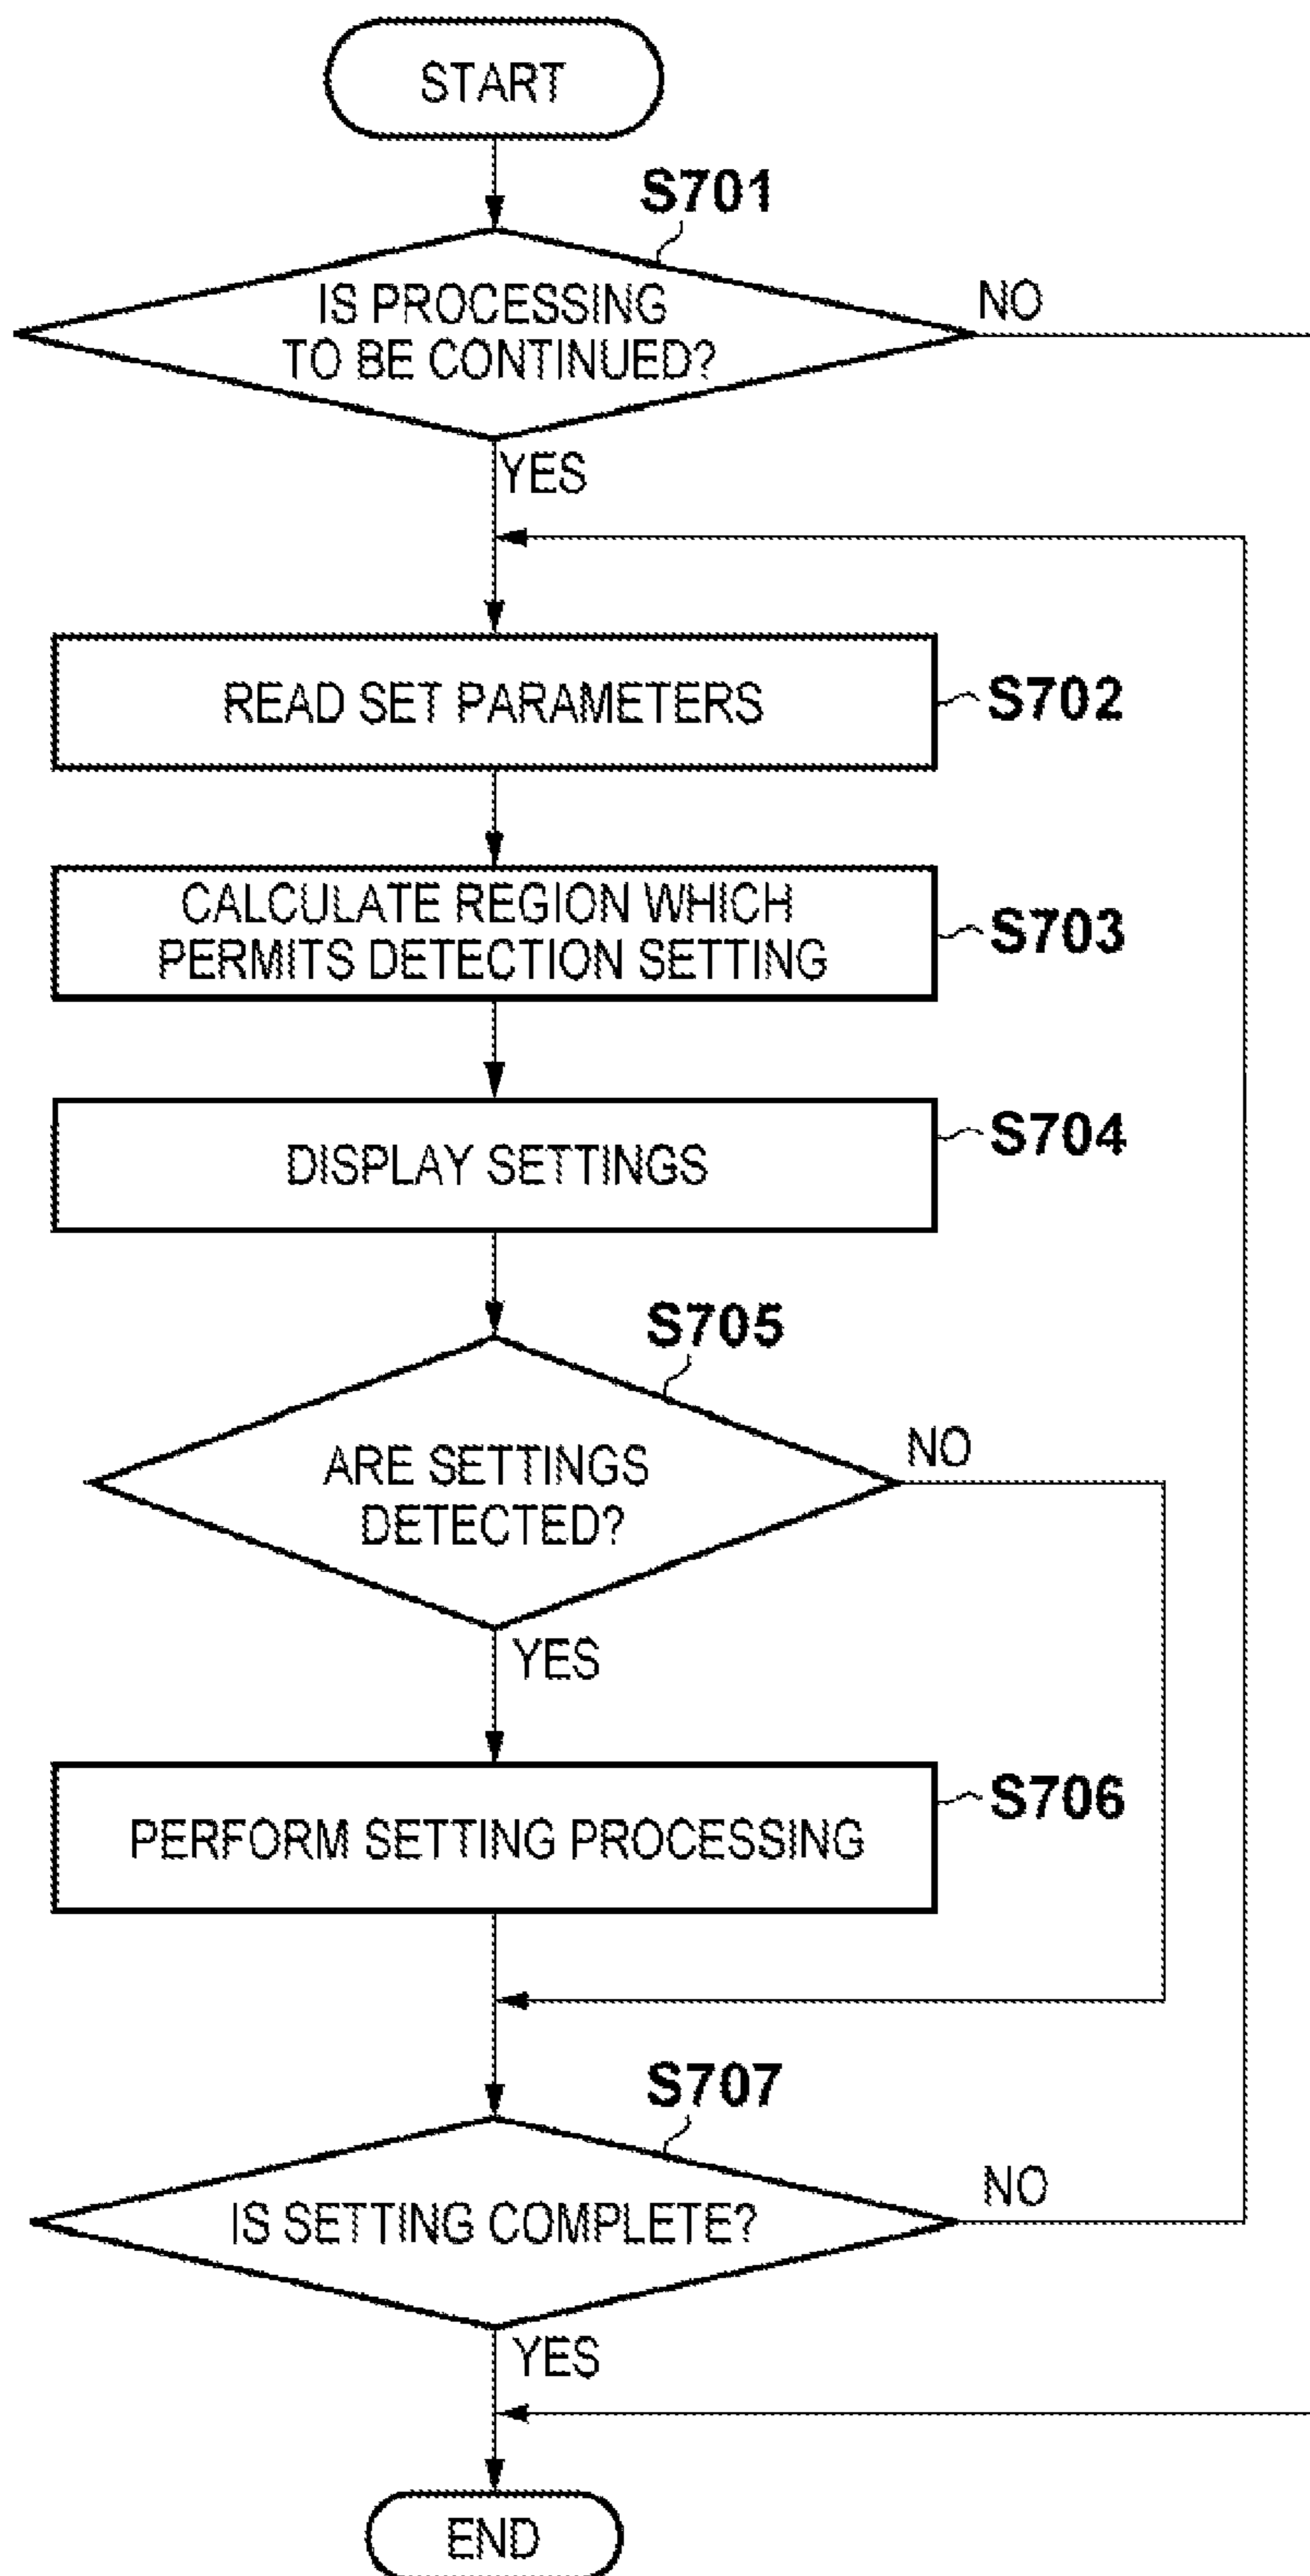 START
S701
IS PROCESSING
TO BE CONTINUED?
NO
YES
READ SET PARAMETERS
S702
CALCULATE REGION WHICH
PERMITS DETECTION SETTING
S703
DISPLAY SETTINGS
S704
S705
ARE SETTINGS
DETECTED?
NO
YES
PERFORM SETTING PROCESSING
S706
S707
IS SETTING COMPLETE?
NO
YES
END